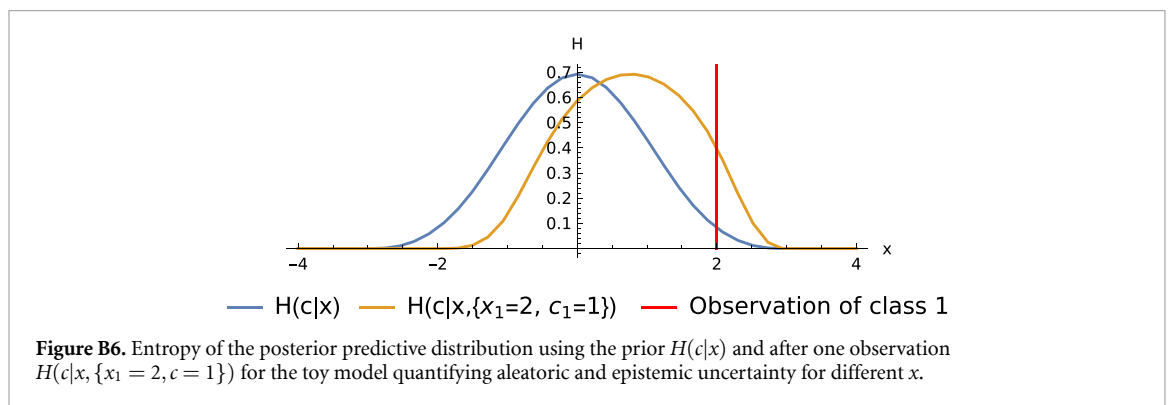 H
0.7
0.6
0.5
0.4
0.3
0.2
0.1
-4 -2 2 4 x
H(c|x) H(c|x,{x₁=2, c₁=1}) Observation of class 1
Figure B6. Entropy of the posterior predictive distribution using the prior H(c|x) and after one observation
H(c|x, {x₁ = 2, c = 1}) for the toy model quantifying aleatoric and epistemic uncertainty for different x.